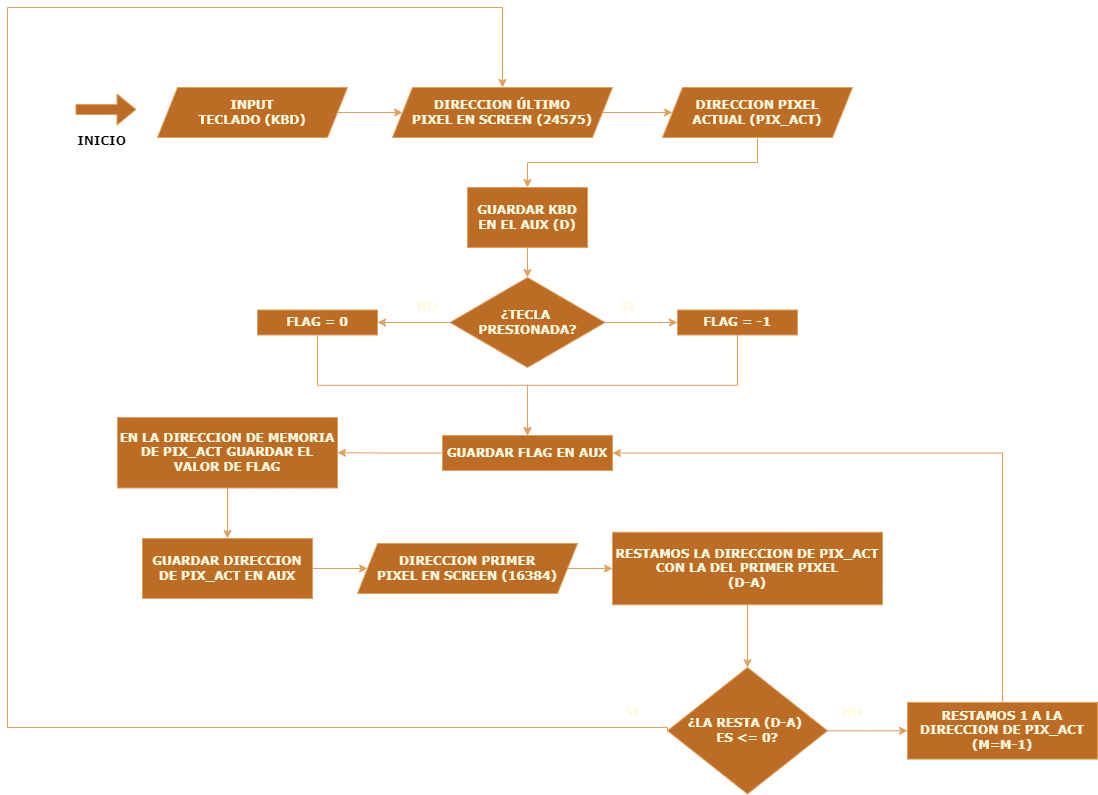 INICIO
INPUT
TECLADO (KBD)
DIRECCION ÚLTIMO
PIXEL EN SCREEN (24575)
DIRECCION PIXEL
ACTUAL (PIX_ACT)
GUARDAR KBD
EN EL AUX (D)
¿TECLA
PRESIONADA?
NO
SI
FLAG = 0
FLAG = -1
GUARDAR FLAG EN AUX
EN LA DIRECCION DE MEMORIA
DE PIX_ACT GUARDAR EL
VALOR DE FLAG
GUARDAR DIRECCION
DE PIX_ACT EN AUX
DIRECCION PRIMER
PIXEL EN SCREEN (16384)
RESTAMOS LA DIRECCION DE PIX_ACT
CON LA DEL PRIMER PIXEL
(D-A)
¿LA RESTA (D-A)
ES <= 0?
SI
NO
RESTAMOS 1 A LA
DIRECCION DE PIX_ACT
(M=M-1)